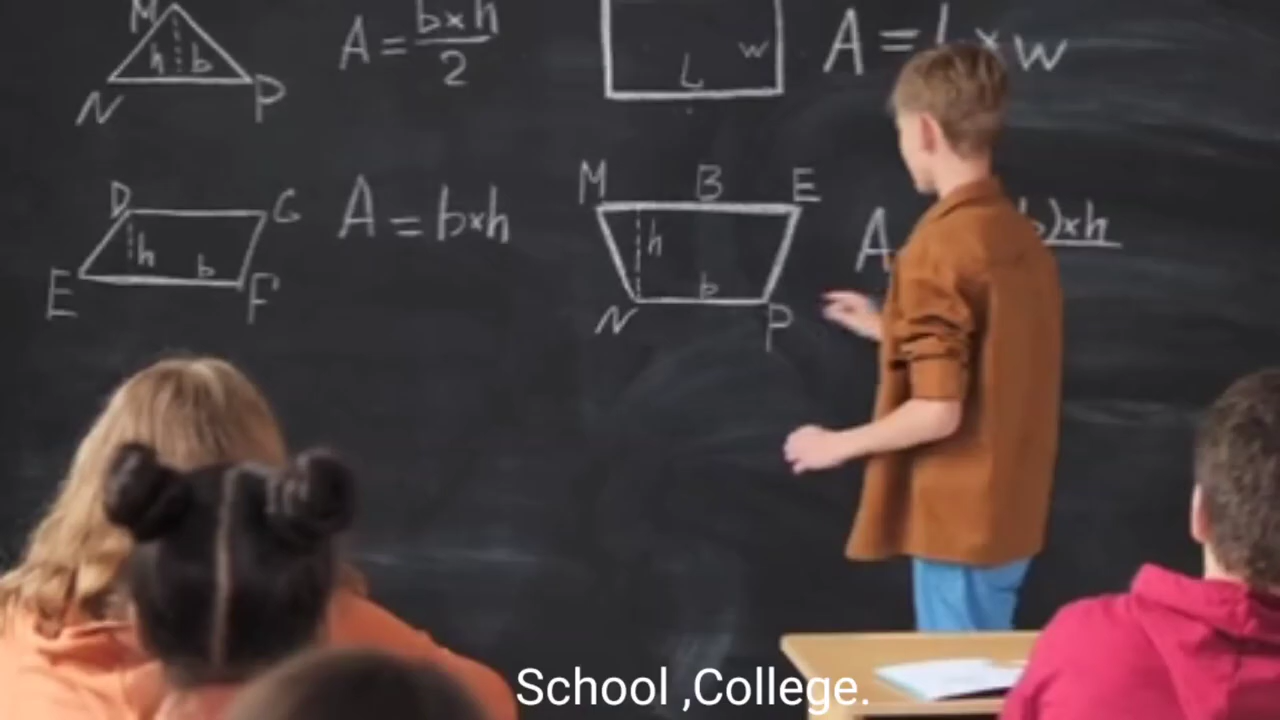 M
h b
N P
A = b×h
2
L w
A = L×w
D G
h b
E F
A = b×h
M B E
h
b
N P
A b)×h
School ,College.